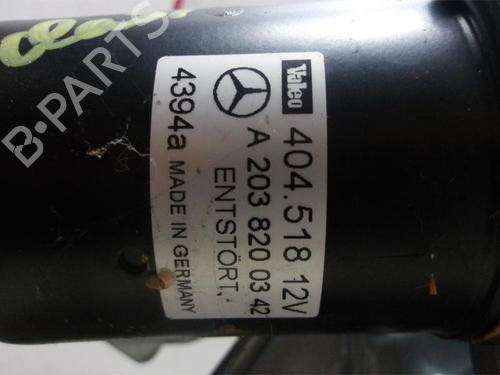 Valeo 404.518 12V
A 203 820 03 42
ENTSTÖRT.
4394a MADE IN GERMANY
B-PARTS